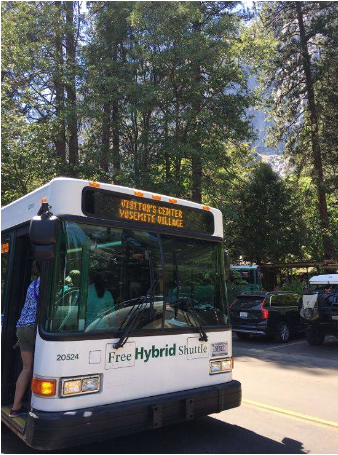 VISITOR'S CENTER
YOSEMITE VILLAGE
20524
Free Hybrid Shuttle